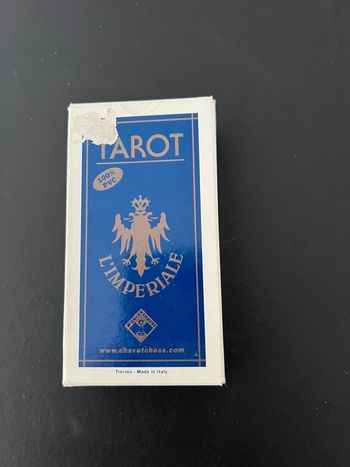 TAROT
100%
PVC
L'IMPERIALE
www.chavetchess.com
Treviso - Made in Italy